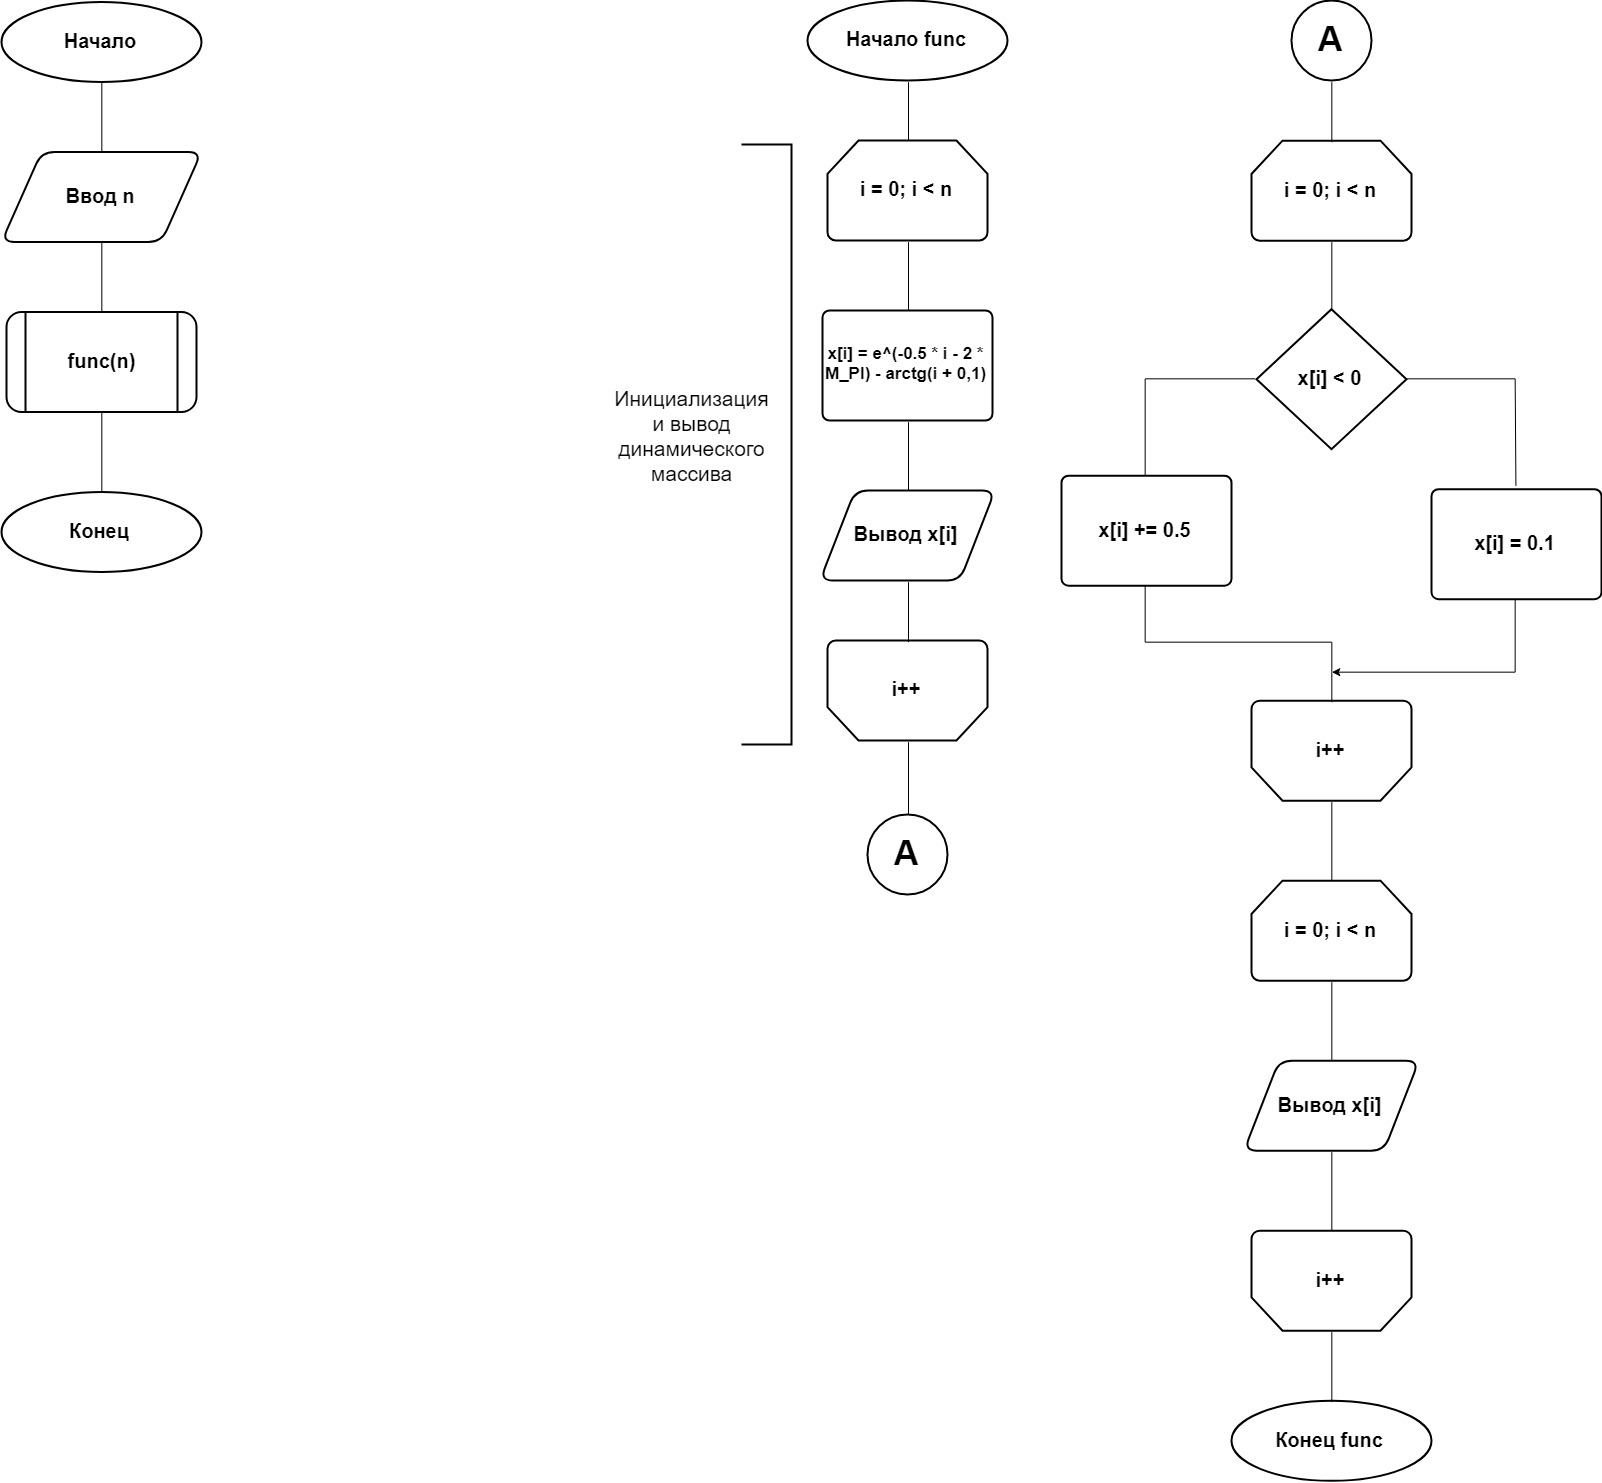 Начало
Ввод n
func(n)
Конец
Начало func
i = 0; i < n
x[i] = e^(-0.5 * i - 2 *
M_PI) - arctg(i + 0,1)
Инициализация
и вывод
динамического
массива
Вывод x[i]
i++
A
A
i = 0; i < n
x[i] < 0
x[i] += 0.5
x[i] = 0.1
i++
i = 0; i < n
Вывод x[i]
i++
Конец func